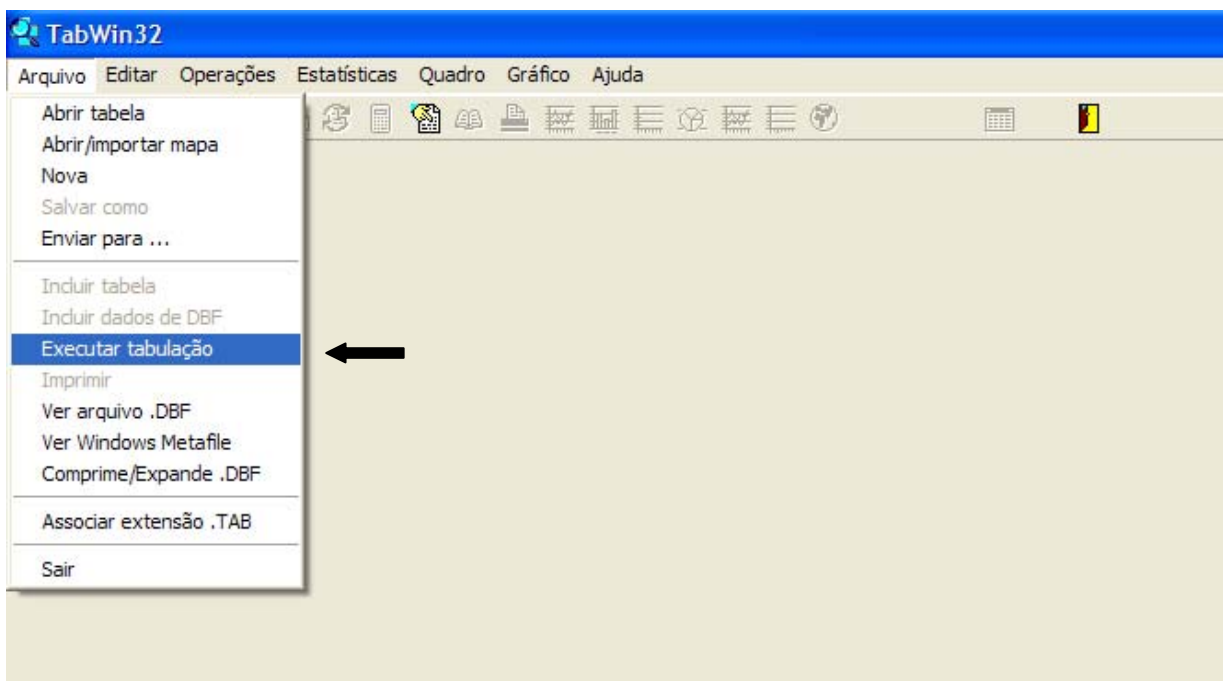 TabWin32
Arquivo Editar Operações Estatísticas Quadro Gráfico Ajuda
Abrir tabela
Abrir/importar mapa
Nova
Salvar como
Enviar para ...
Incluir tabela
Incluir dados de DBF
Executar tabulação
Imprimir
Ver arquivo .DBF
Ver Windows Metafile
Comprime/Expande .DBF
Associar extensão .TAB
Sair